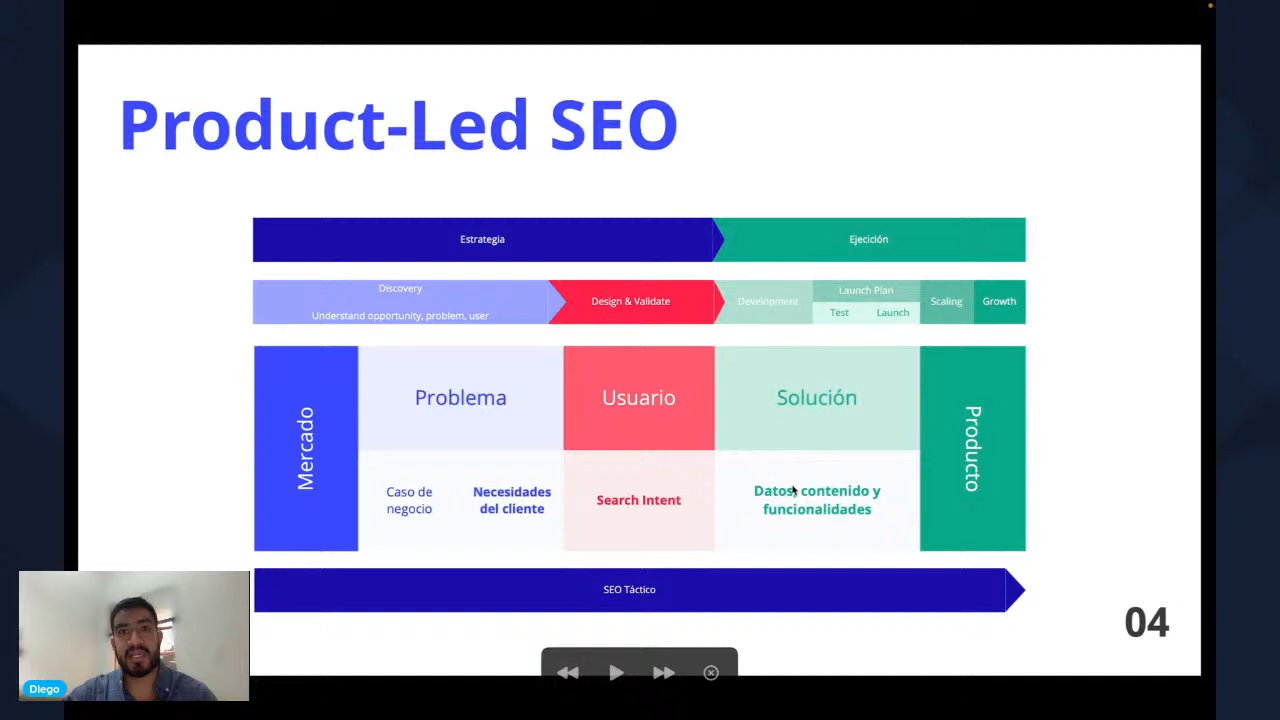 Product-Led SEO
Estrategia
Ejecición
Discovery
Understand opportunity, problem, user
Design & Validate
Development
Launch Plan
Test
Launch
Scaling
Growth
Mercado
Problema
Usuario
Solución
Producto
Caso de
negocio
Necesidades
del cliente
Search Intent
Datos, contenido y
funcionalidades
SEO Táctico
04
Diego